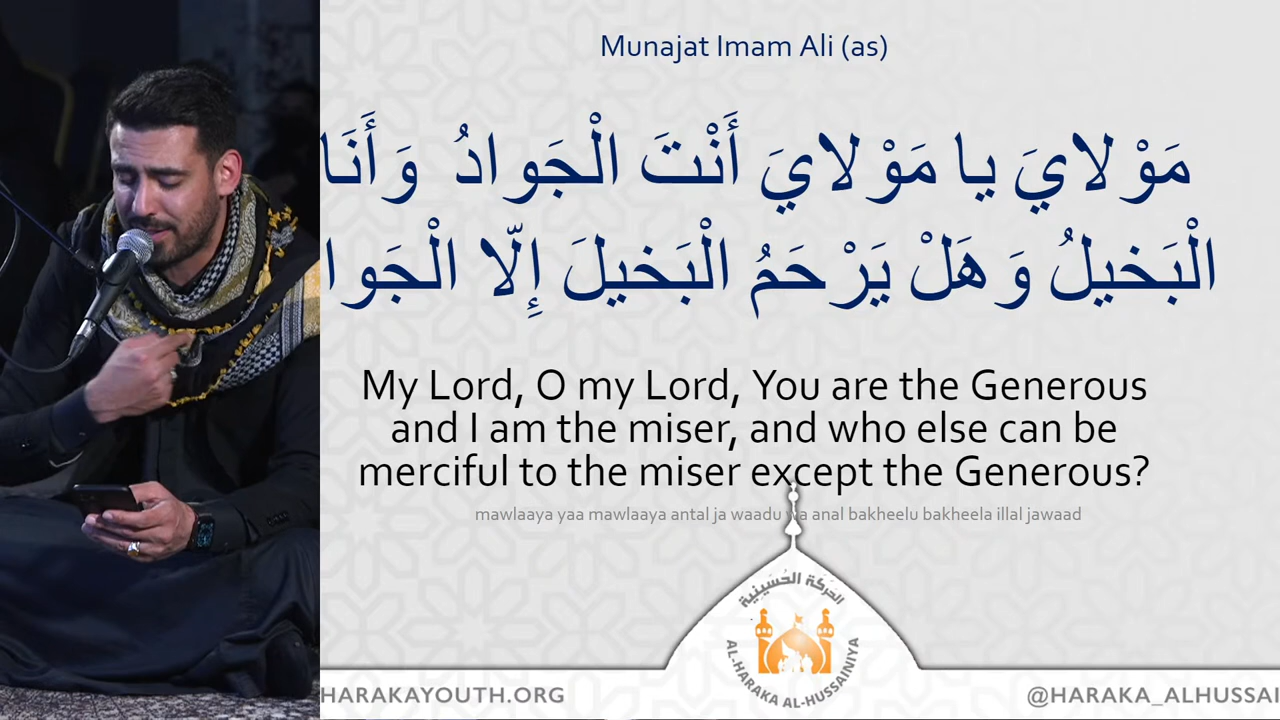 Munajat Imam Ali (as)
مَوْلايَ يا مَوْلايَ أَنْتَ الْجَوادُ وَأَنَا
الْبَخيلُ وَهَلْ يَرْحَمُ الْبَخيلَ إِلّا الْجَوا
My Lord, O my Lord, You are the Generous
and I am the miser, and who else can be
merciful to the miser except the Generous?
mawlaaya yaa mawlaaya antal ja waadu wa anal bakheelu bakheela illal jawaad
الحركة الحُسَينية
AL-HARAKA AL-HUSSAINIYA
HARAKAYOUTH.ORG
@HARAKA_ALHUSSAI